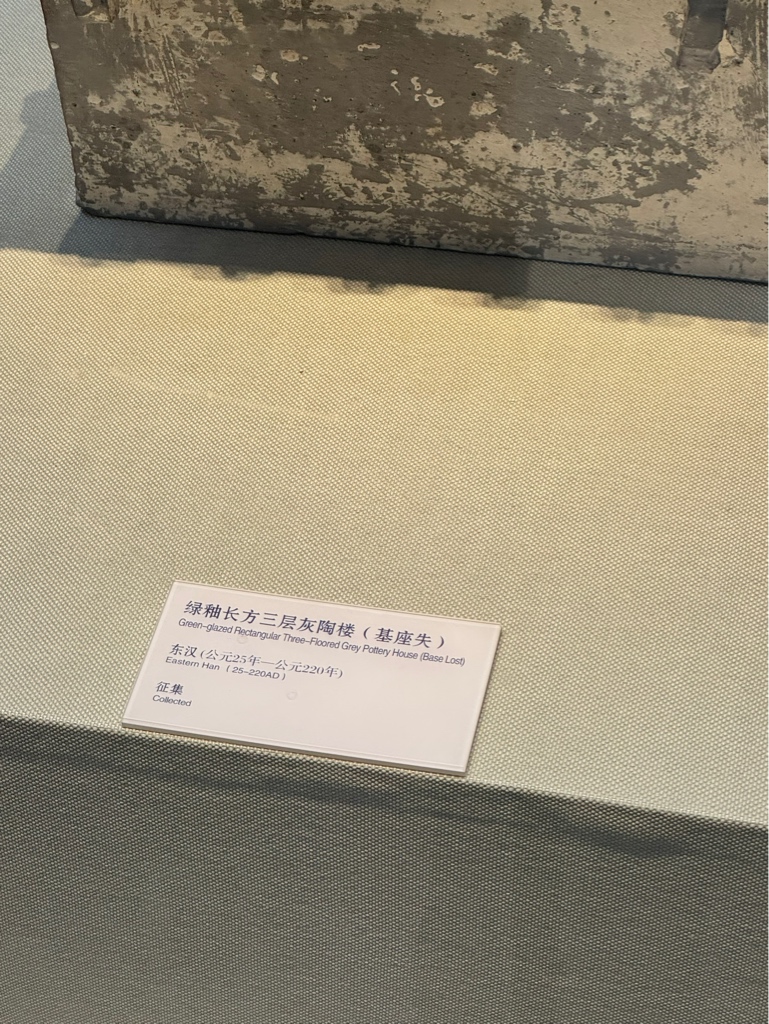 绿釉长方三层灰陶楼（基座失）
Green-glazed Rectangular Three-Floored Grey Pottery House (Base Lost)
东汉(公元25年—公元220年)
Eastern Han （25-220AD）
征集
Collected